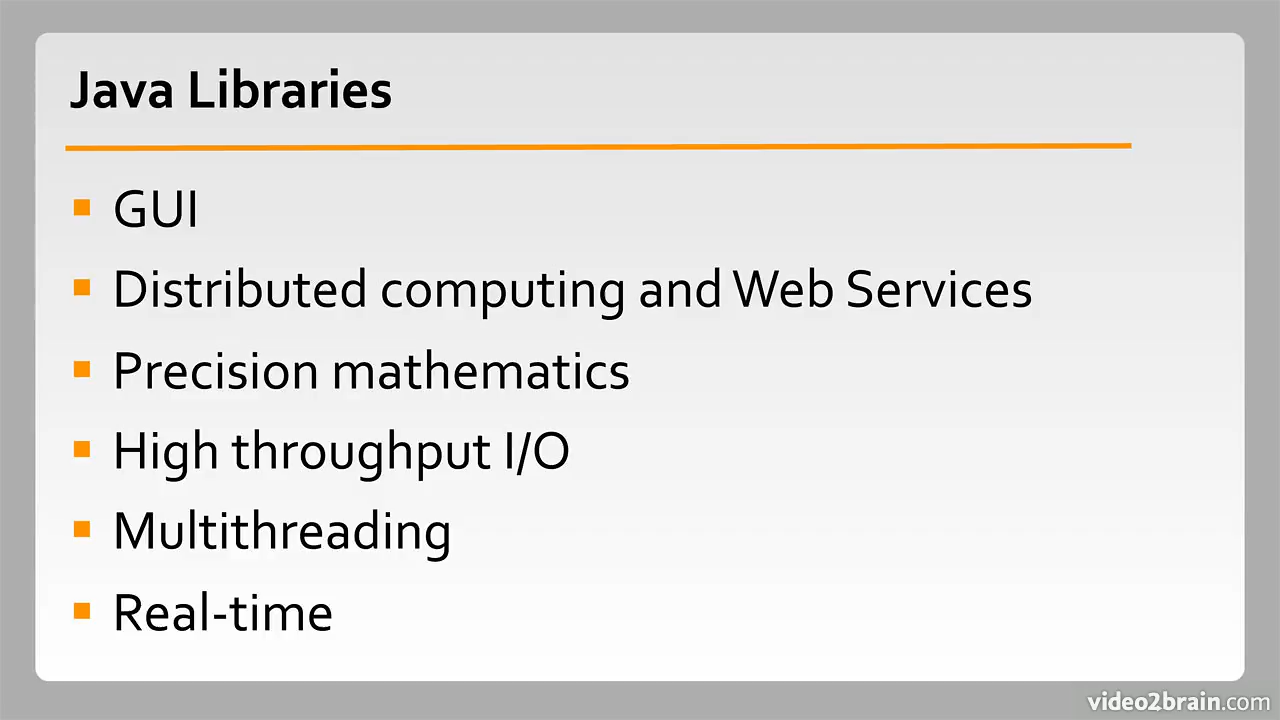 Java Libraries
GUI
Distributed computing and Web Services
Precision mathematics
High throughput I/O
Multithreading
Real-time
video2brain.com